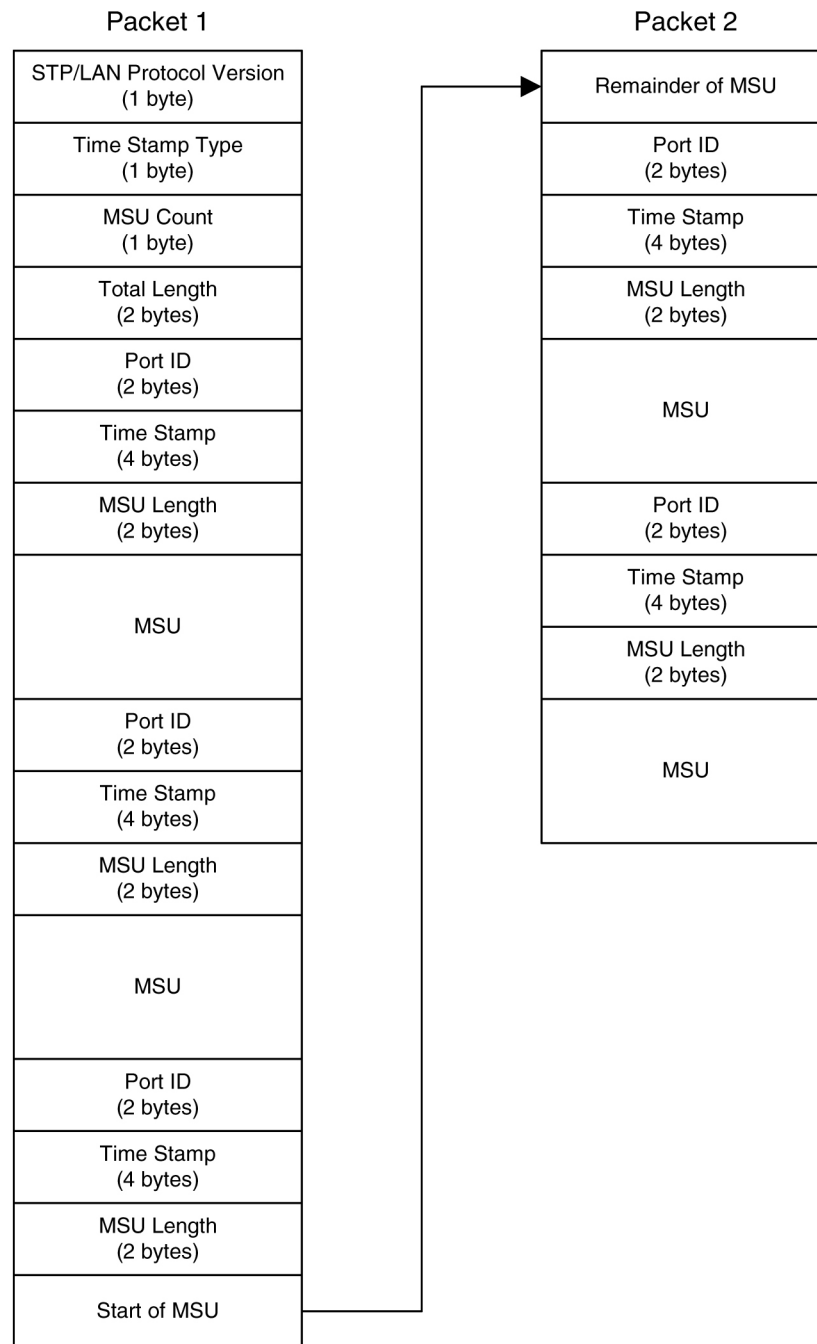 Packet 1
STP/LAN Protocol Version
(1 byte)
Time Stamp Type
(1 byte)
MSU Count
(1 byte)
Total Length
(2 bytes)
Port ID
(2 bytes)
Time Stamp
(4 bytes)
MSU Length
(2 bytes)
MSU
Port ID
(2 bytes)
Time Stamp
(4 bytes)
MSU Length
(2 bytes)
MSU
Port ID
(2 bytes)
Time Stamp
(4 bytes)
MSU Length
(2 bytes)
Start of MSU
Packet 2
Remainder of MSU
Port ID
(2 bytes)
Time Stamp
(4 bytes)
MSU Length
(2 bytes)
MSU
Port ID
(2 bytes)
Time Stamp
(4 bytes)
MSU Length
(2 bytes)
MSU